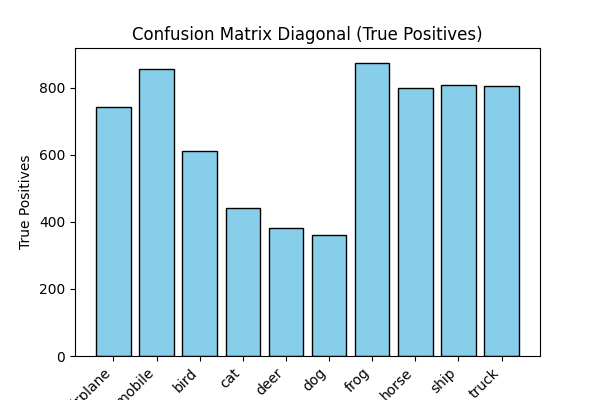 Confusion Matrix Diagonal (True Positives)
True Positives
800
600
400
200
0
rplane
mobile
bird
cat
deer
dog
frog
horse
ship
truck